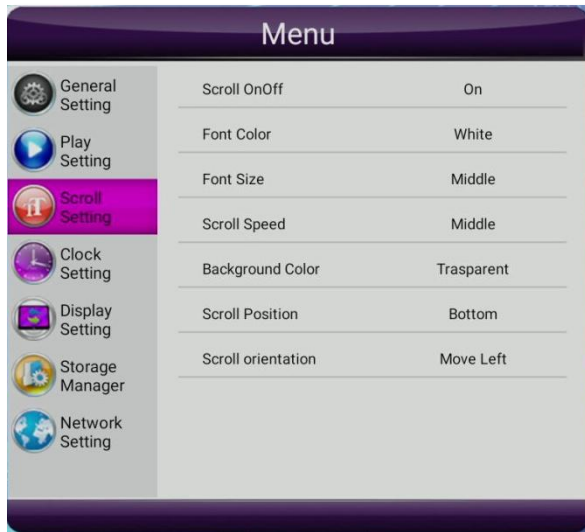 Menu
General
Setting
Play
Setting
Scroll
Setting
Clock
Setting
Display
Setting
Storage
Manager
Network
Setting
Scroll OnOff On
Font Color White
Font Size Middle
Scroll Speed Middle
Background Color Trasparent
Scroll Position Bottom
Scroll orientation Move Left